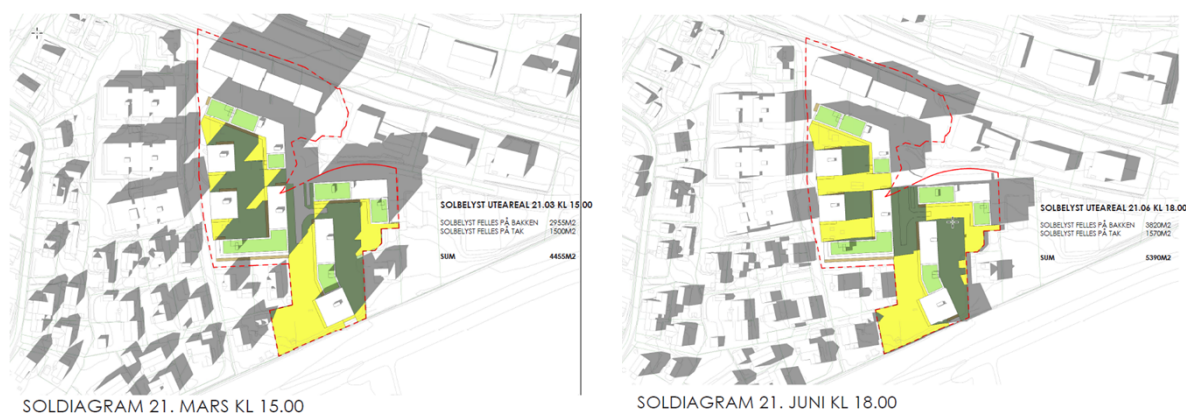 SOLBELYST UTEAREAL 21.03 KL 15.00
SOLBELYST FELLES PÅ BAKKEN 2955M2
SOLBELYST FELLES PÅ TAK 1500M2
SUM 4455M2
SOLDIAGRAM 21. MARS KL 15.00
SOLBELYST UTEAREAL 21.06 KL 18.00
SOLBELYST FELLES PÅ BAKKEN 3820M2
SOLBELYST FELLES PÅ TAK 1570M2
SUM 5390M2
SOLDIAGRAM 21. JUNI KL 18.00